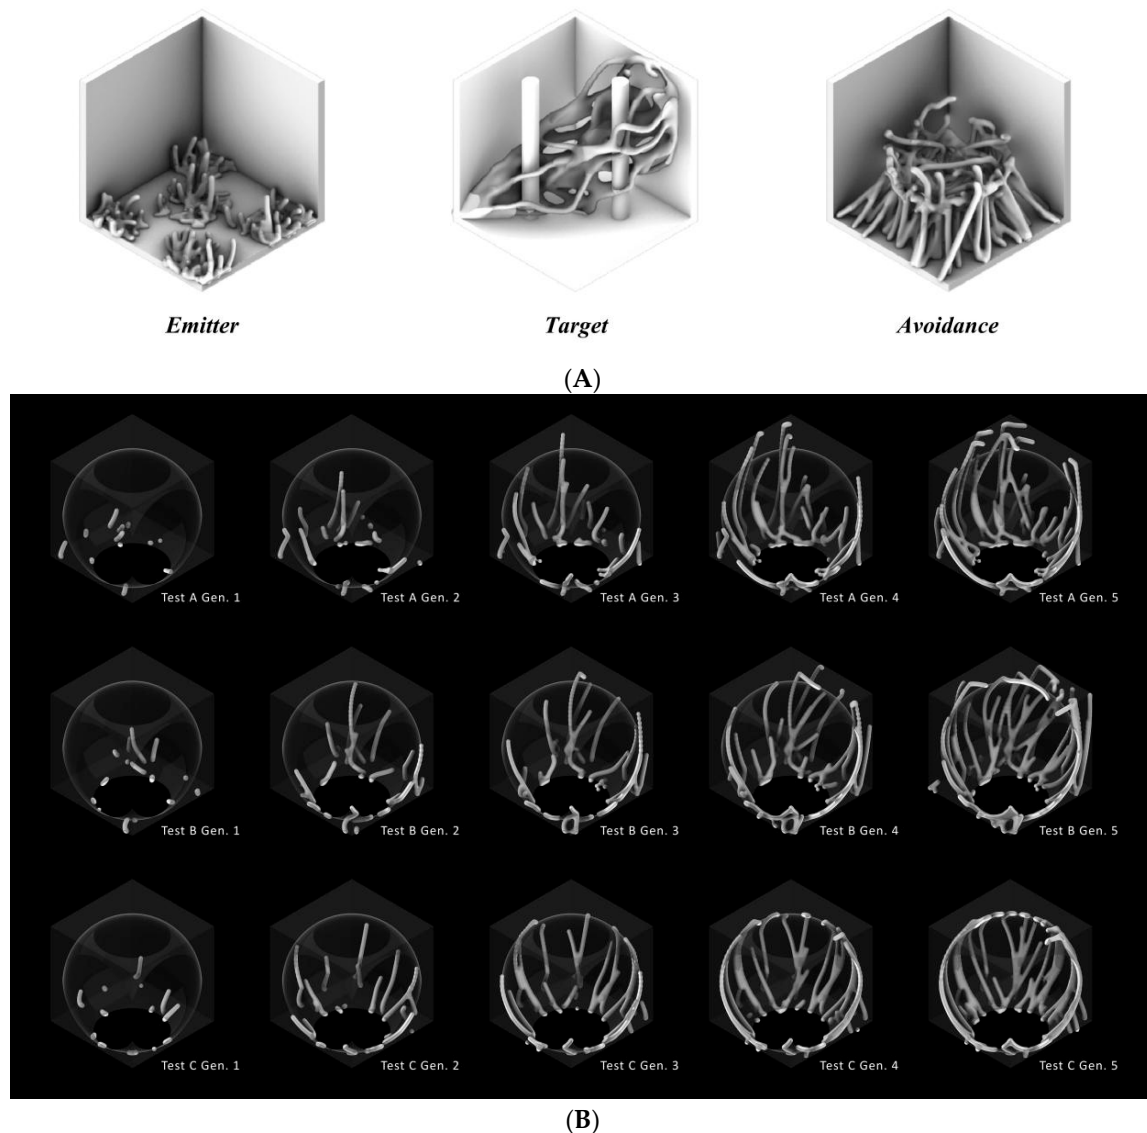 Emitter
Target
Avoidance
(A)
Test A Gen. 1
Test A Gen. 2
Test A Gen. 3
Test A Gen. 4
Test A Gen. 5
Test B Gen. 1
Test B Gen. 2
Test B Gen. 3
Test B Gen. 4
Test B Gen. 5
Test C Gen. 1
Test C Gen. 2
Test C Gen. 3
Test C Gen. 4
Test C Gen. 5
(B)